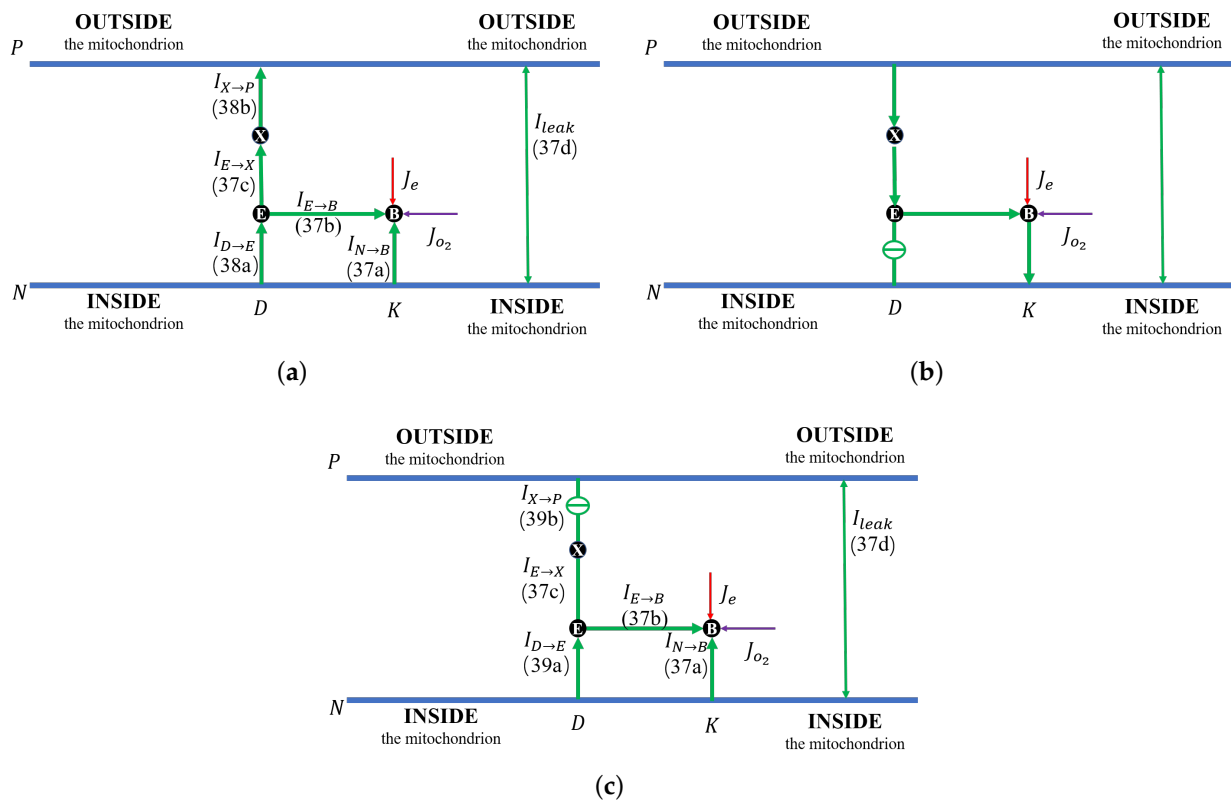 OUTSIDE
the mitochondrion
OUTSIDE
the mitochondrion
P
I_{X→P}
(38b)
X
I_{leak}
(37d)
I_{E→X}
(37c)
J_e
I_{E→B}
(37b)
E
B
J_{o_2}
I_{D→E}
(38a)
I_{N→B}
(37a)
N
INSIDE
the mitochondrion
D
K
INSIDE
the mitochondrion
(a)
OUTSIDE
the mitochondrion
OUTSIDE
the mitochondrion
P
X
J_e
E
B
J_{o_2}
N
INSIDE
the mitochondrion
D
K
INSIDE
the mitochondrion
(b)
OUTSIDE
the mitochondrion
OUTSIDE
the mitochondrion
P
I_{X→P}
(39b)
I_{leak}
(37d)
X
I_{E→X}
(37c)
I_{E→B}
(37b)
J_e
E
B
I_{D→E}
(39a)
I_{N→B}
(37a)
J_{o_2}
N
INSIDE
the mitochondrion
D
K
INSIDE
the mitochondrion
(c)